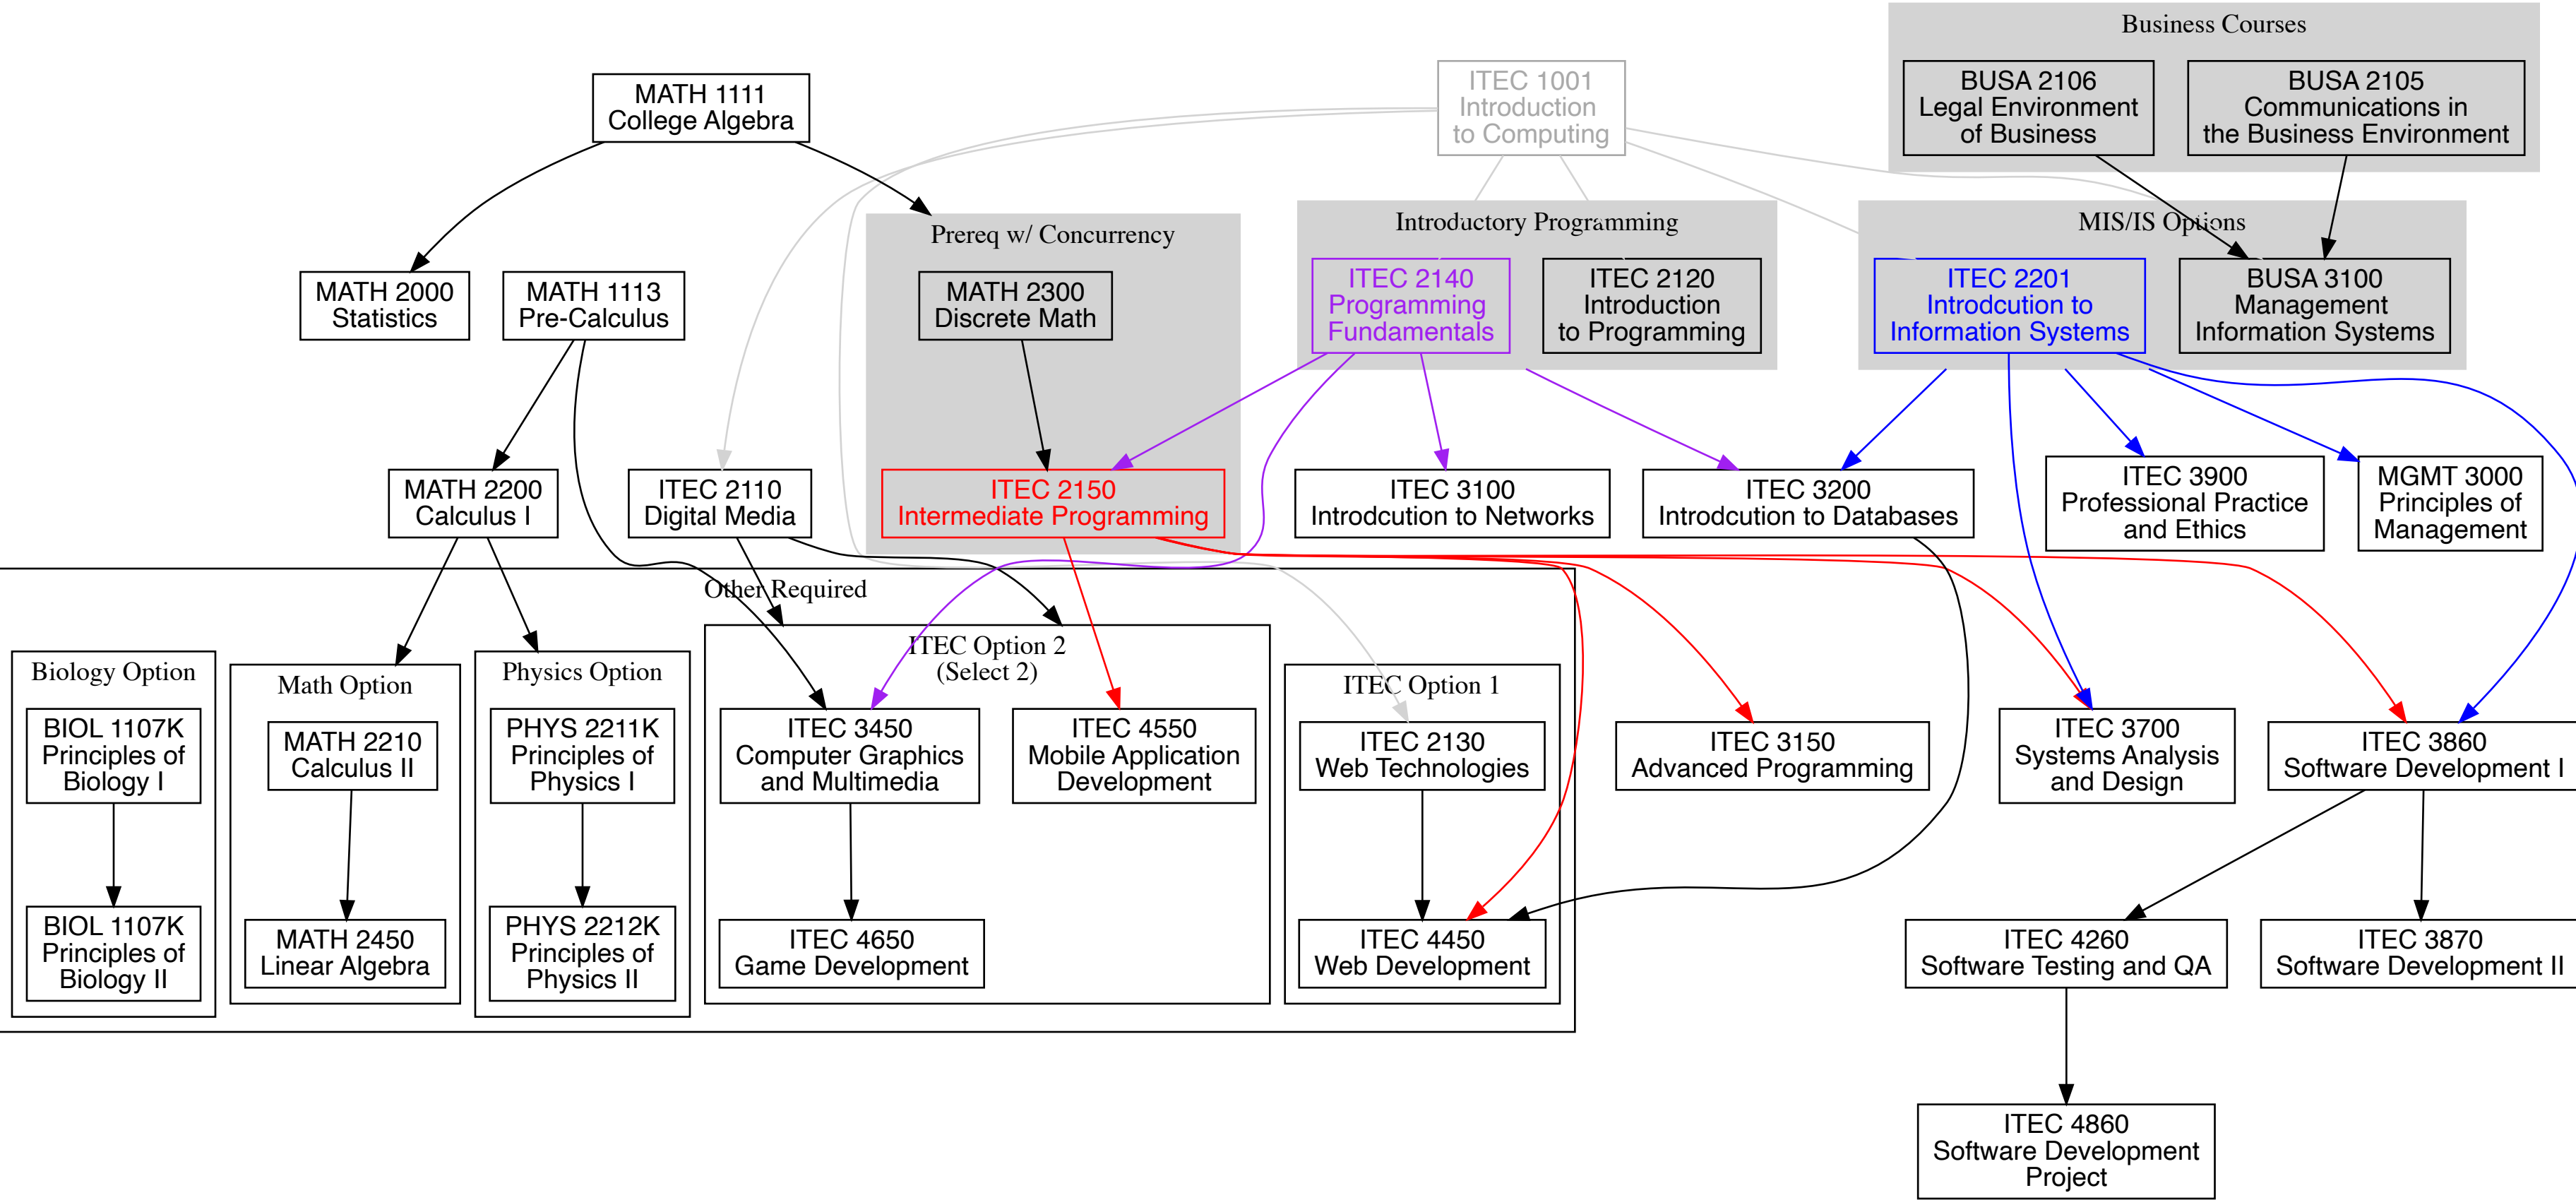 Business Courses
MATH 1111
College Algebra
ITEC 1001
Introduction
to Computing
BUSA 2106
Legal Environment
of Business
BUSA 2105
Communications in
the Business Environment
Prereq w/ Concurrency
Introductory Programming
MIS/IS Options
MATH 2000
Statistics
MATH 1113
Pre-Calculus
MATH 2300
Discrete Math
ITEC 2140
Programming
Fundamentals
ITEC 2120
Introduction
to Programming
ITEC 2201
Introdcution to
Information Systems
BUSA 3100
Management
Information Systems
MATH 2200
Calculus I
ITEC 2110
Digital Media
ITEC 2150
Intermediate Programming
ITEC 3100
Introdcution to Networks
ITEC 3200
Introdcution to Databases
ITEC 3900
Professional Practice
and Ethics
MGMT 3000
Principles of
Management
Other Required
Biology Option
Math Option
Physics Option
ITEC Option 2
(Select 2)
ITEC Option 1
BIOL 1107K
Principles of
Biology I
MATH 2210
Calculus II
PHYS 2211K
Principles of
Physics I
ITEC 3450
Computer Graphics
and Multimedia
ITEC 4550
Mobile Application
Development
ITEC 2130
Web Technologies
ITEC 3150
Advanced Programming
ITEC 3700
Systems Analysis
and Design
ITEC 3860
Software Development I
BIOL 1107K
Principles of
Biology II
MATH 2450
Linear Algebra
PHYS 2212K
Principles of
Physics II
ITEC 4650
Game Development
ITEC 4450
Web Development
ITEC 4260
Software Testing and QA
ITEC 3870
Software Development II
ITEC 4860
Software Development
Project